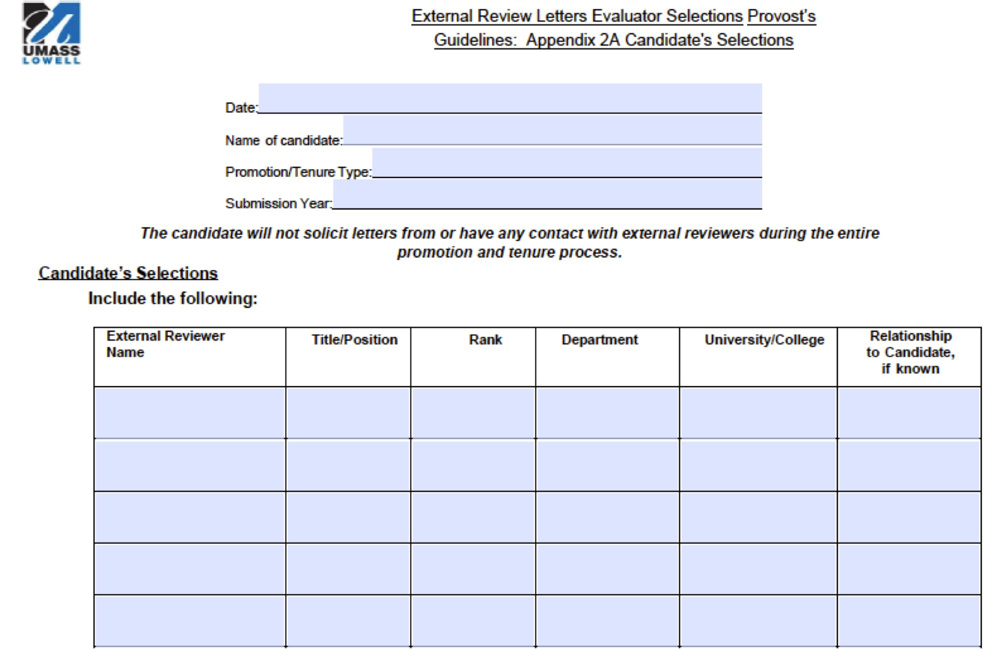 UMASS
LOWELL
External Review Letters Evaluator Selections Provost's
Guidelines: Appendix 2A Candidate's Selections
Date:
Name of candidate:
Promotion/Tenure Type:
Submission Year:
The candidate will not solicit letters from or have any contact with external reviewers during the entire
promotion and tenure process.
Candidate's Selections
Include the following:
External Reviewer
Name
Title/Position
Rank
Department
University/College
Relationship
to Candidate,
if known